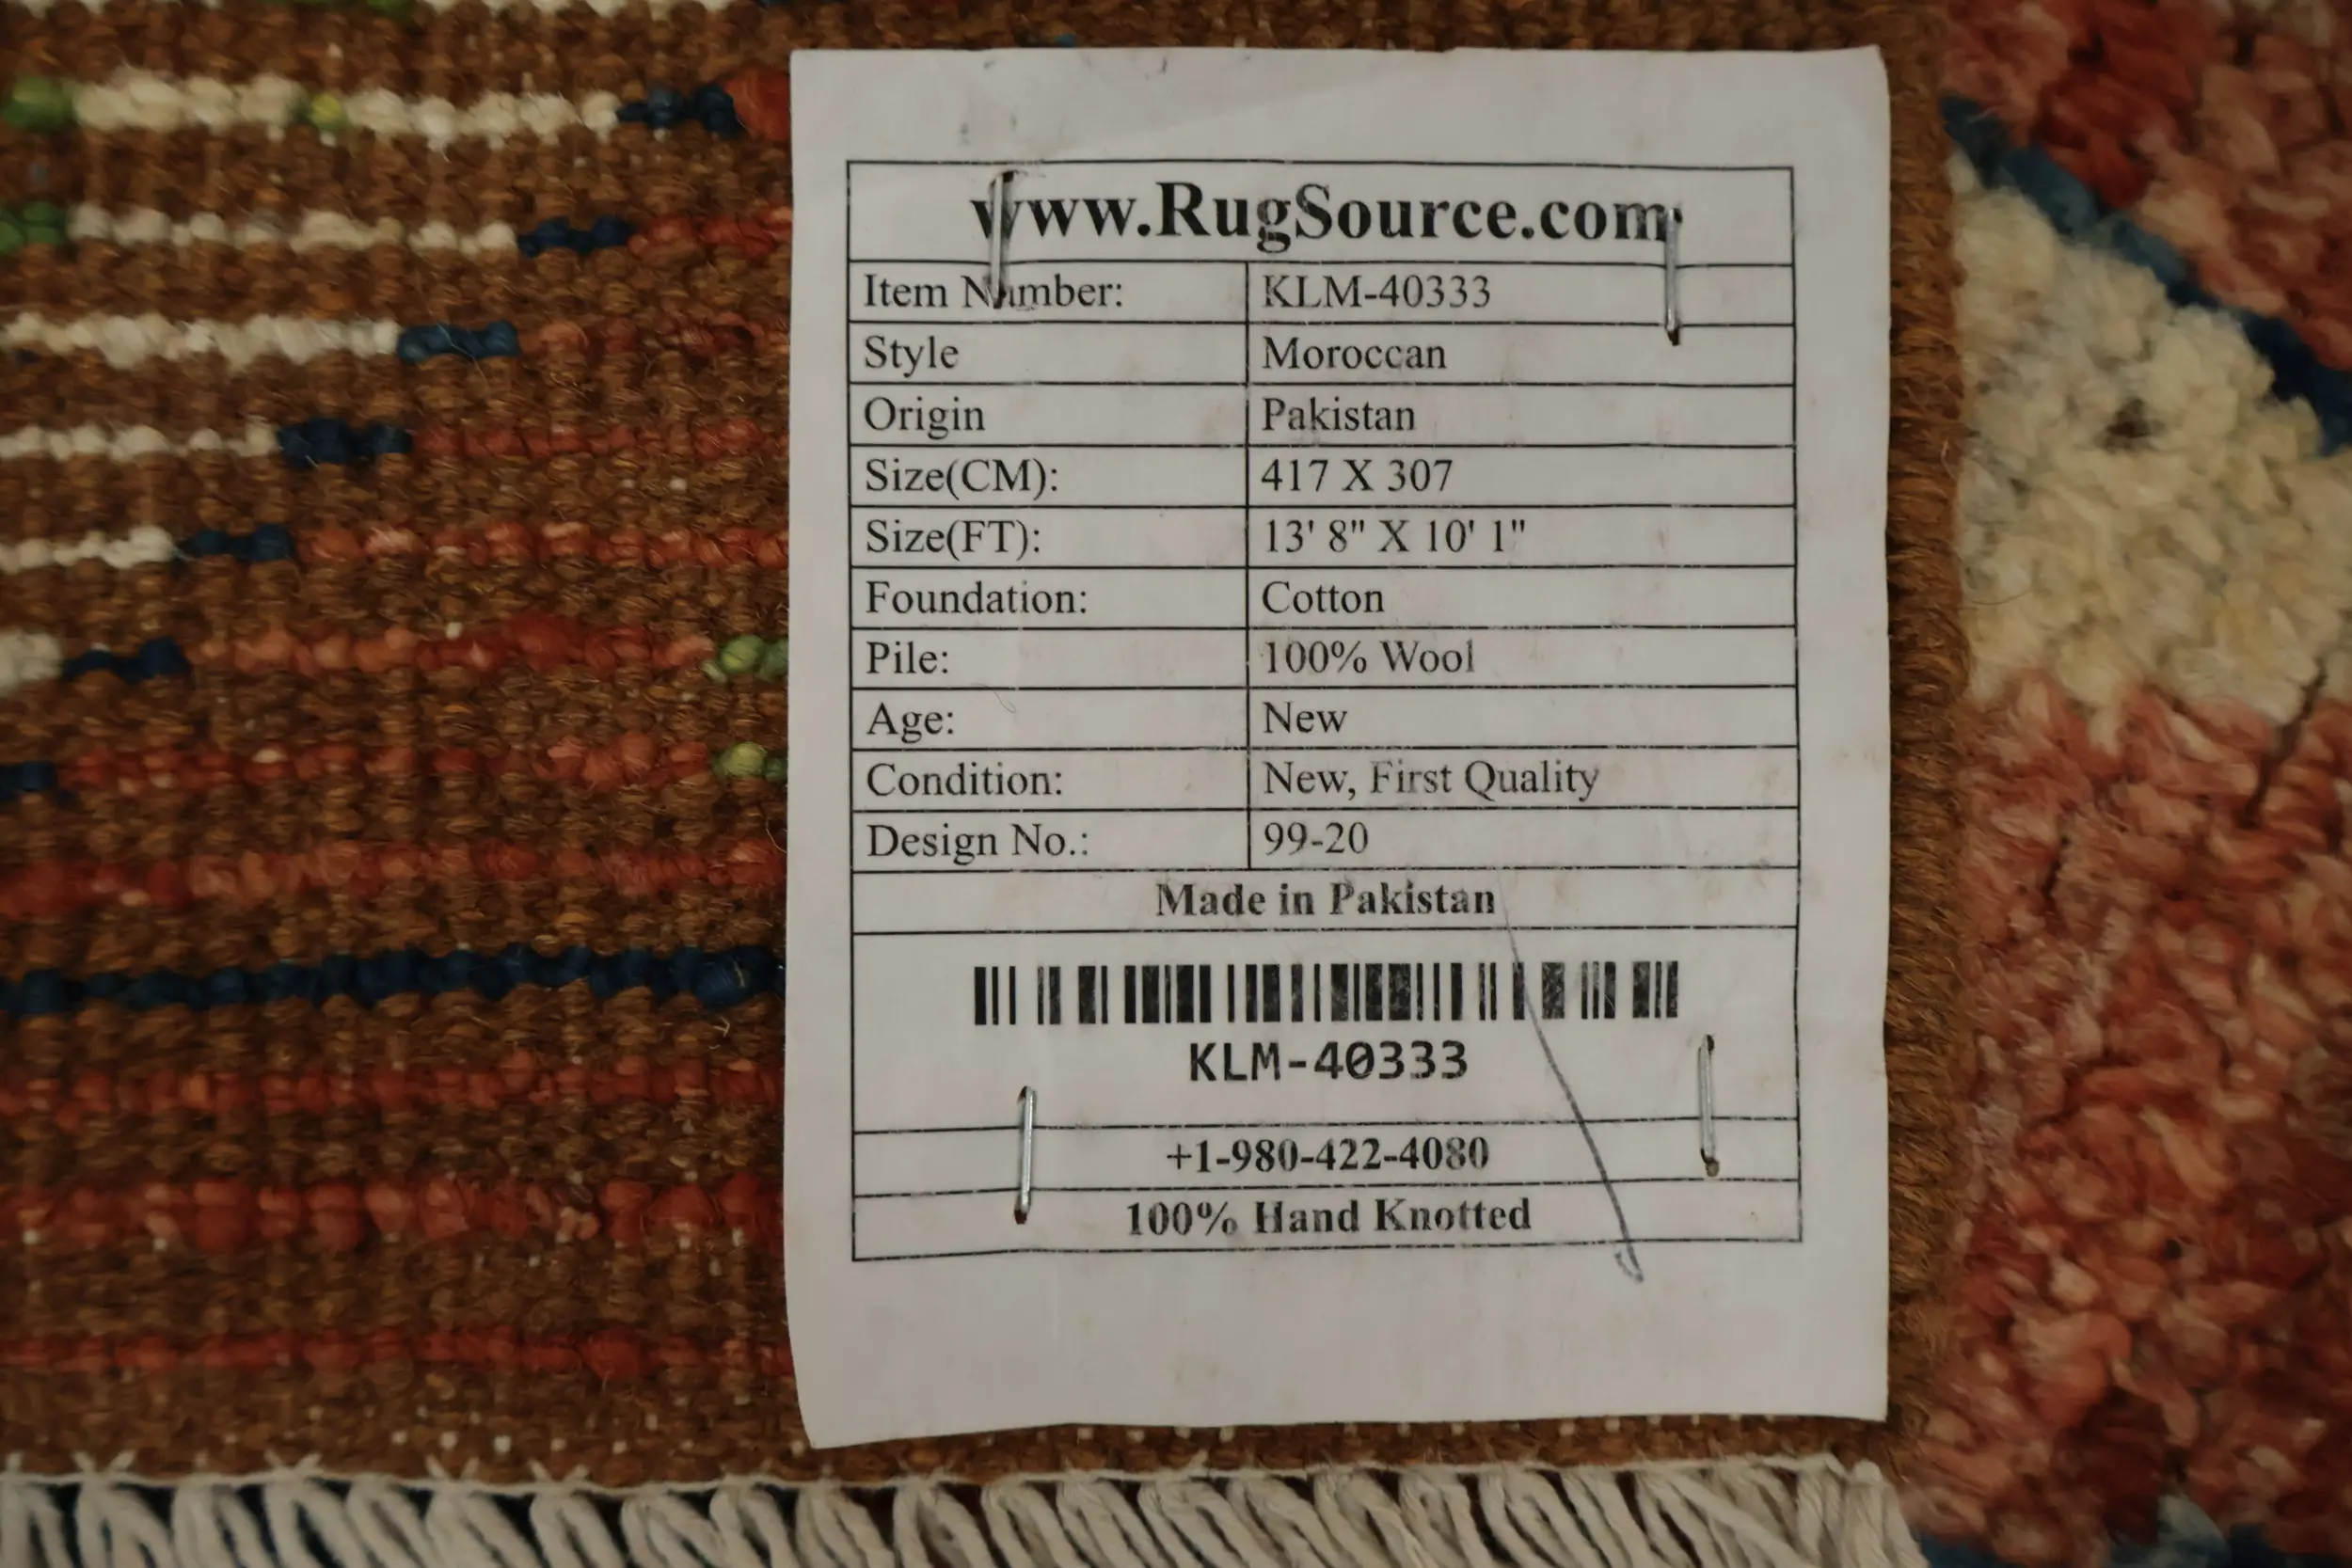 www.RugSource.com
Item Number: KLM-40333
Style Moroccan
Origin Pakistan
Size(CM): 417 X 307
Size(FT): 13' 8" X 10' 1"
Foundation: Cotton
Pile: 100% Wool
Age: New
Condition: New, First Quality
Design No.: 99-20
Made in Pakistan
KLM-40333
+1-980-422-4080
100% Hand Knotted